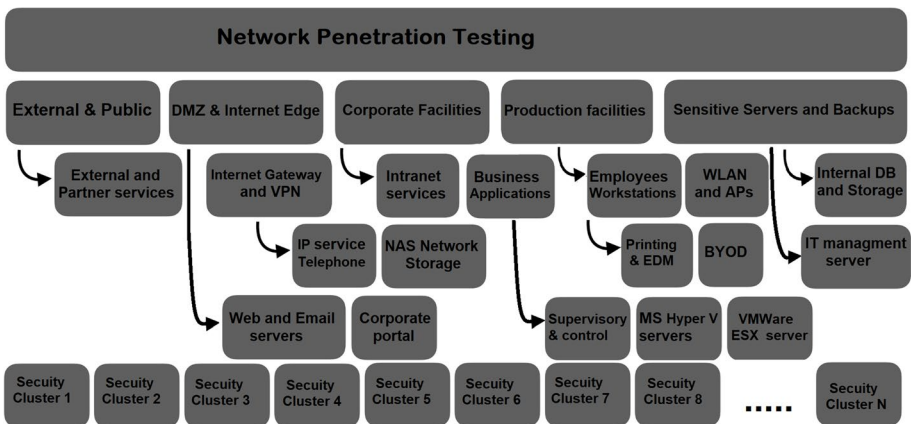 Network Penetration Testing
External & Public
DMZ & Internet Edge
Corporate Facilities
Production facilities
Sensitive Servers and Backups
External and
Partner services
Internet Gateway
and VPN
Intranet
services
Business
Applications
Employees
Workstations
WLAN
and APs
Internal DB
and Storage
IP service
Telephone
NAS Network
Storage
Printing
& EDM
BYOD
IT managment
server
Web and Email
servers
Corporate
portal
Supervisory
& control
MS Hyper V
servers
VMWare
ESX server
Secuity
Cluster 1
Secuity
Cluster 2
Secuity
Cluster 3
Secuity
Cluster 4
Secuity
Cluster 5
Secuity
Cluster 6
Secuity
Cluster 7
Secuity
Cluster 8
.....
Secuity
Cluster N